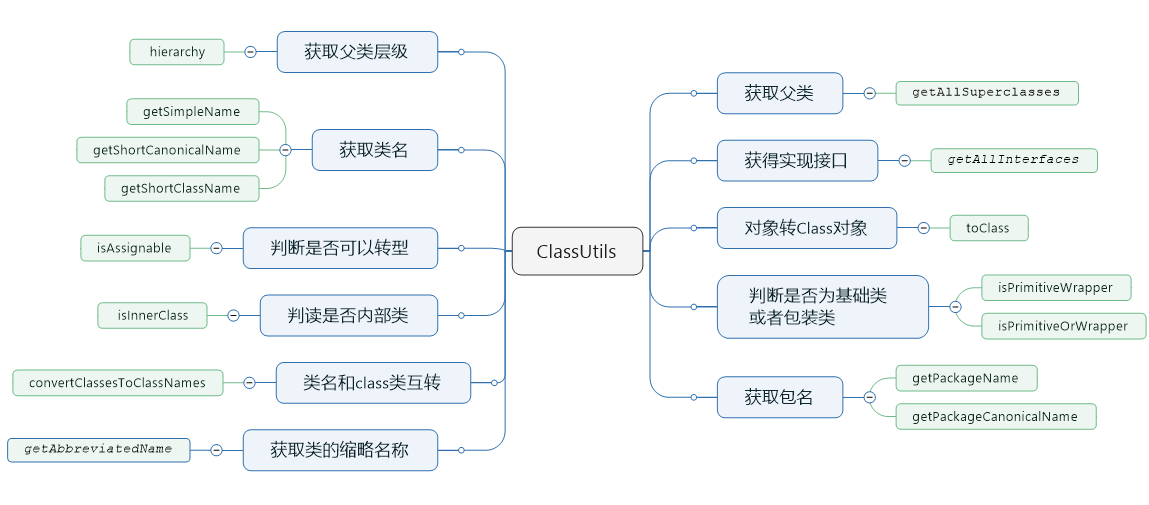 ClassUtils
获取父类层级
hierarchy
获取类名
getSimpleName
getShortCanonicalName
getShortClassName
判断是否可以转型
isAssignable
判读是否内部类
isInnerClass
类名和class类互转
convertClassesToClassNames
获取类的缩略名称
getAbbreviatedName
获取父类
getAllSuperclasses
获得实现接口
getAllInterfaces
对象转Class对象
toClass
判断是否为基础类
或者包装类
isPrimitiveWrapper
isPrimitiveOrWrapper
获取包名
getPackageName
getPackageCanonicalName